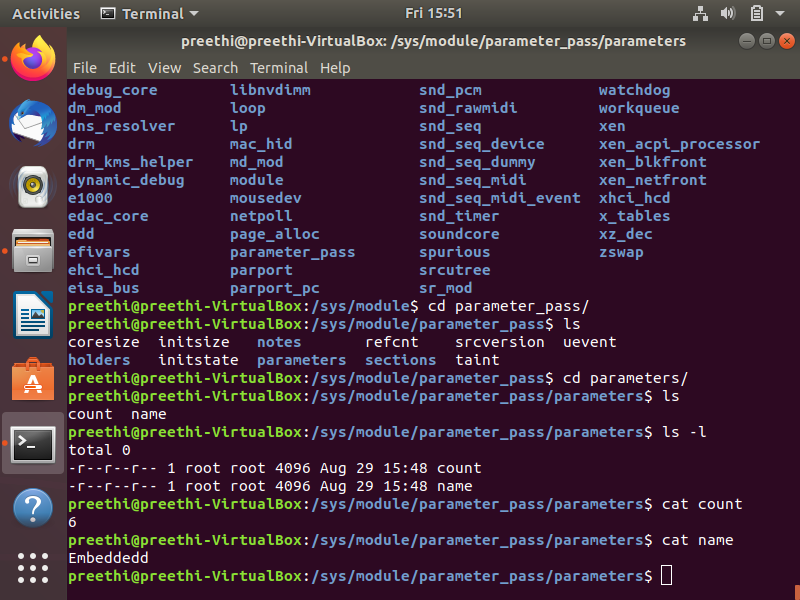 Activities Terminal Fri 15:51
preethi@preethi-VirtualBox: /sys/module/parameter_pass/parameters
File Edit View Search Terminal Help
debug_core libnvdimm snd_pcm watchdog
dm_mod loop snd_rawmidi workqueue
dns_resolver lp snd_seq xen
drm mac_hid snd_seq_device xen_acpi_processor
drm_kms_helper md_mod snd_seq_dummy xen_blkfront
dynamic_debug module snd_seq_midi xen_netfront
e1000 mousedev snd_seq_midi_event xhci_hcd
edac_core netpoll snd_timer x_tables
edd page_alloc soundcore xz_dec
efivars parameter_pass spurious zswap
ehci_hcd parport srcutree
eisa_bus parport_pc sr_mod
preethi@preethi-VirtualBox:/sys/module$ cd parameter_pass/
preethi@preethi-VirtualBox:/sys/module/parameter_pass$ ls
coresize initsize notes refcnt srcversion uevent
holders initstate parameters sections taint
preethi@preethi-VirtualBox:/sys/module/parameter_pass$ cd parameters/
preethi@preethi-VirtualBox:/sys/module/parameter_pass/parameters$ ls
count name
preethi@preethi-VirtualBox:/sys/module/parameter_pass/parameters$ ls -l
total 0
-r--r--r-- 1 root root 4096 Aug 29 15:48 count
-r--r--r-- 1 root root 4096 Aug 29 15:48 name
preethi@preethi-VirtualBox:/sys/module/parameter_pass/parameters$ cat count
6
preethi@preethi-VirtualBox:/sys/module/parameter_pass/parameters$ cat name
Embeddedd
preethi@preethi-VirtualBox:/sys/module/parameter_pass/parameters$